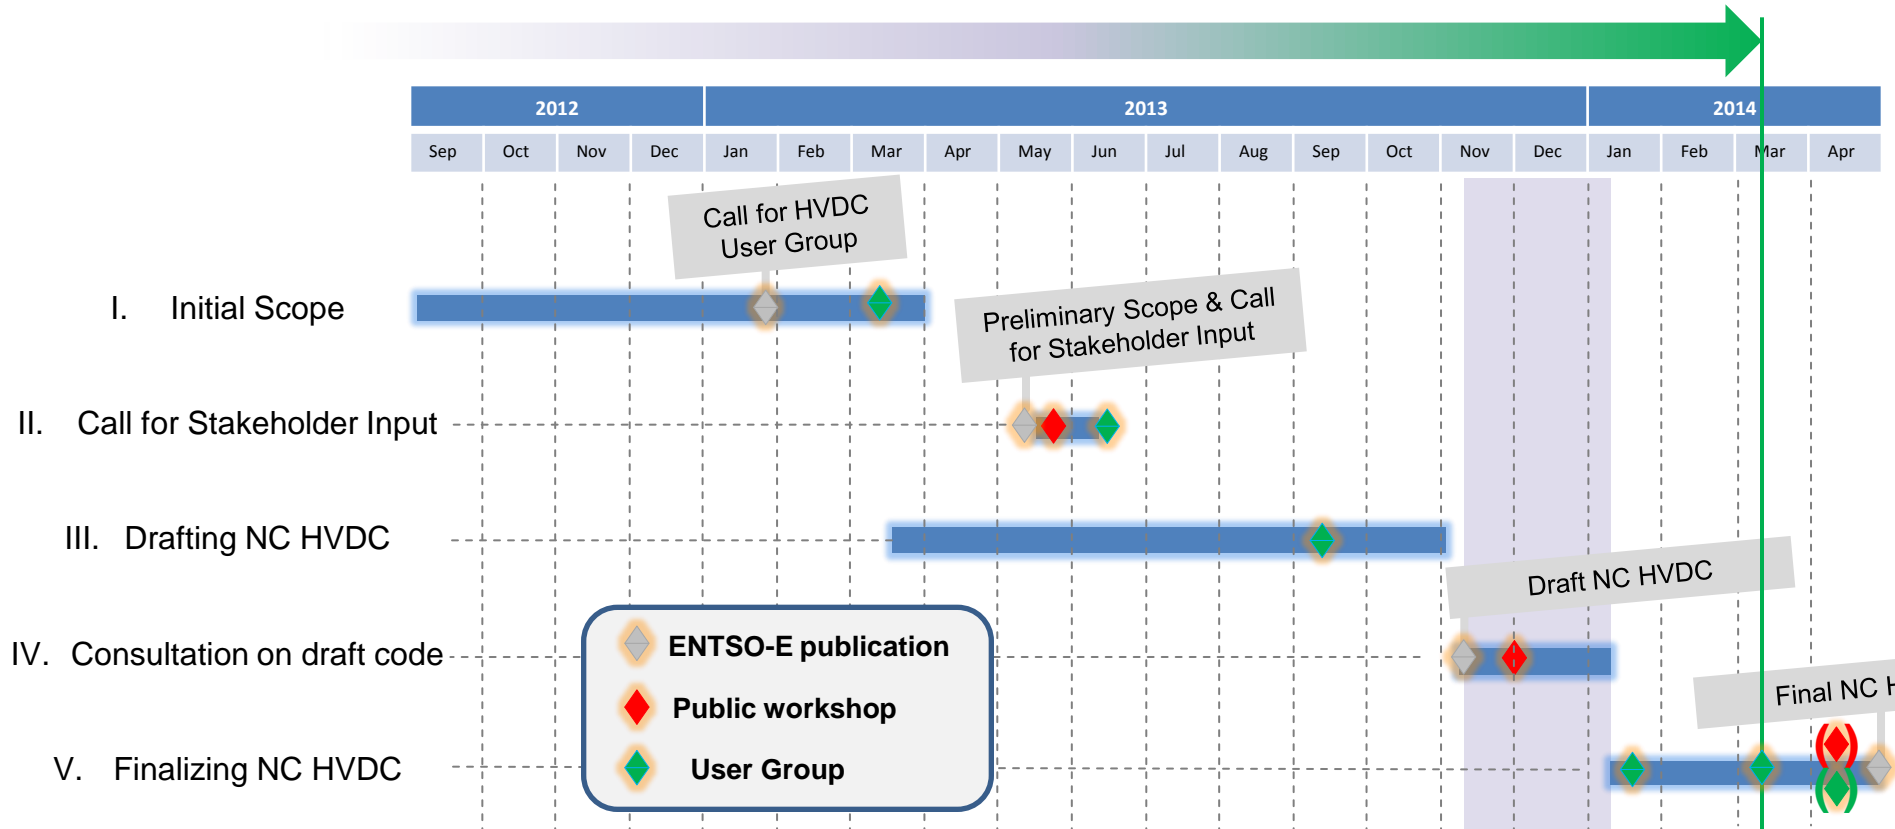 2012 2013 2014
Sep Oct Nov Dec Jan Feb Mar Apr May Jun Jul Aug Sep Oct Nov Dec Jan Feb Mar Apr
Call for HVDC
User Group
I. Initial Scope
Preliminary Scope & Call
for Stakeholder Input
II. Call for Stakeholder Input
III. Drafting NC HVDC
Draft NC HVDC
IV. Consultation on draft code
ENTSO-E publication
Public workshop
User Group
Final NC H
V. Finalizing NC HVDC